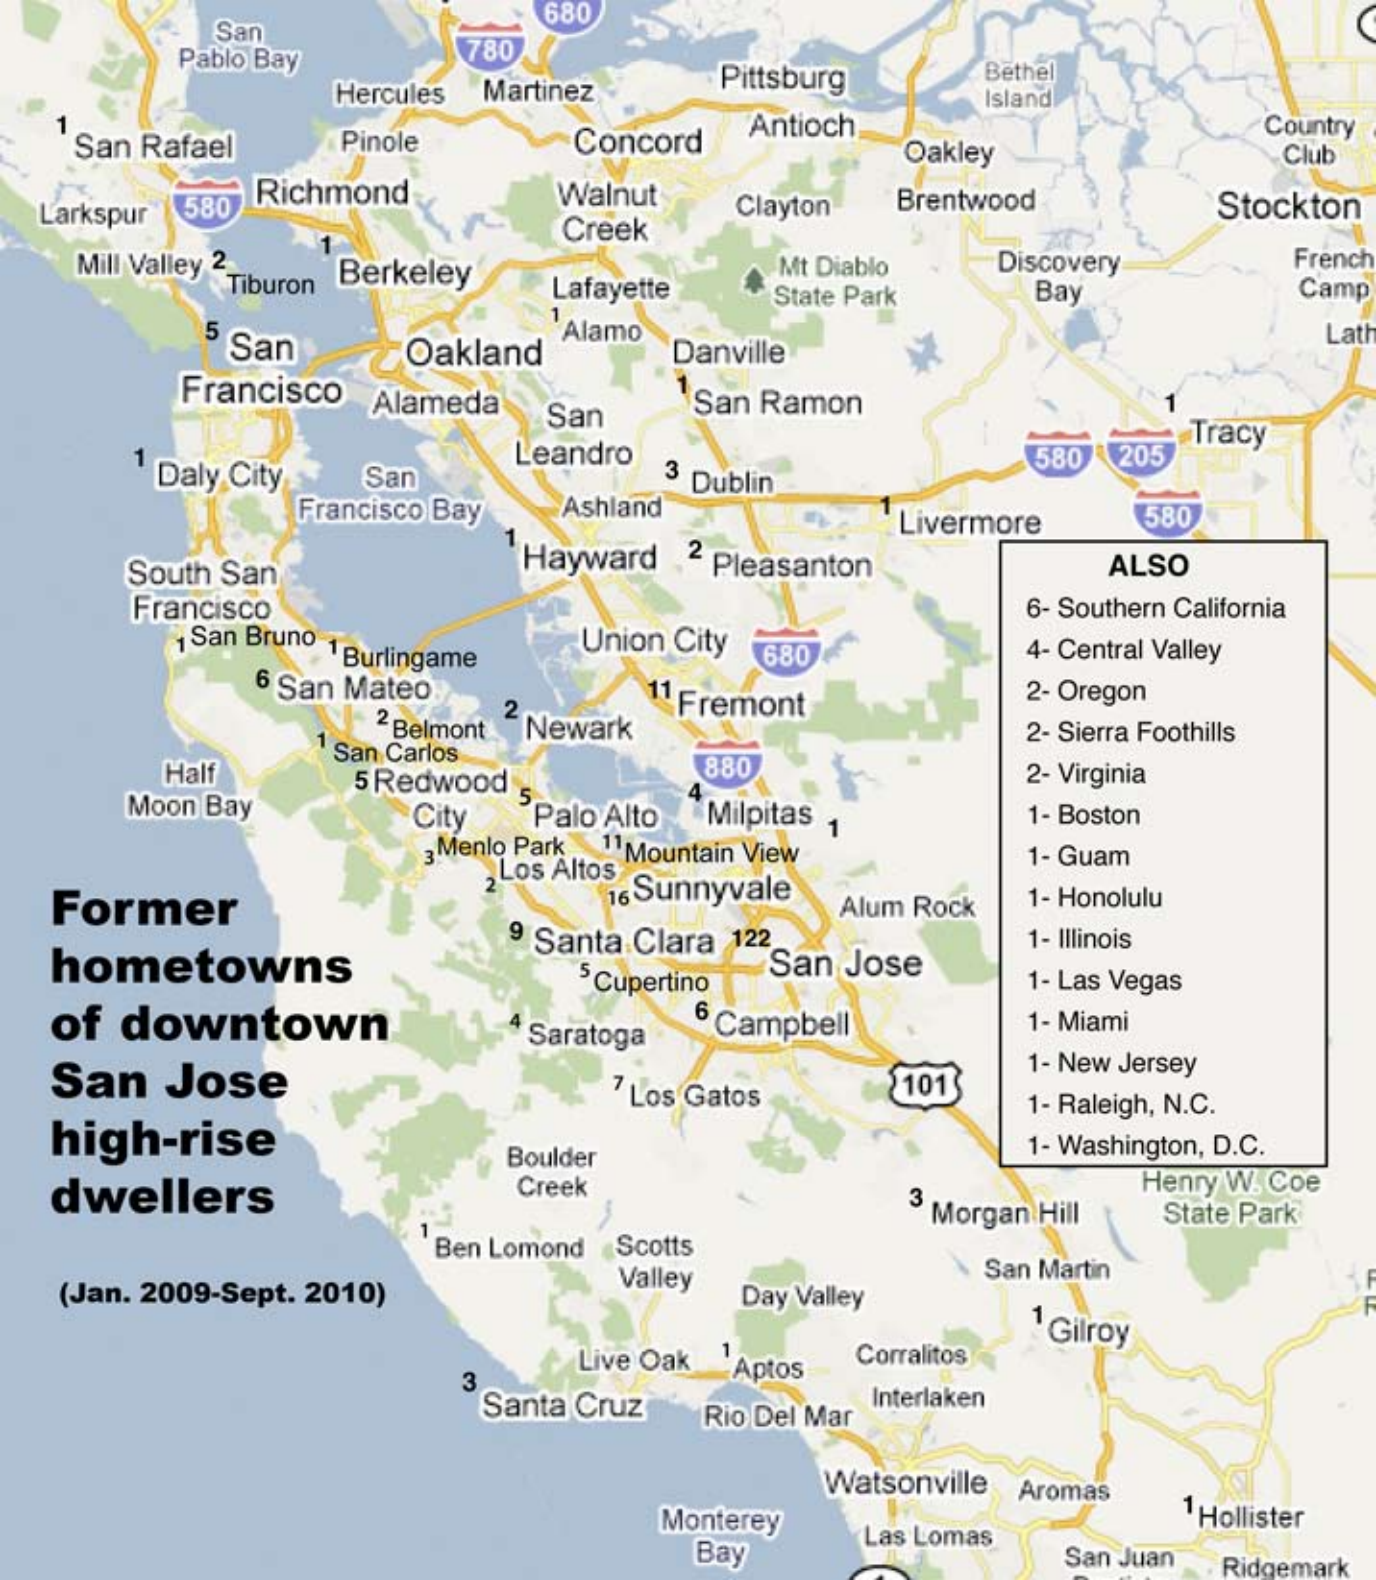 680
San
Pablo Bay
780
Hercules
Martinez
Pittsburg
Bethel
Island
1
San Rafael
Pinole
Concord
Antioch
Oakley
Country
Club
Larkspur
580
Richmond
Walnut
Creek
Clayton
Brentwood
Stockton
Mill Valley
2
Tiburon
1
Berkeley
Lafayette
Mt Diablo
State Park
Discovery
Bay
French
Camp
5
San
Francisco
Oakland
1
Alamo
Danville
Lath
Alameda
1
San Ramon
San
Leandro
1
Tracy
1
Daly City
San
Francisco Bay
3
Dublin
580
205
580
Ashland
1
Livermore
1
Hayward
2
Pleasanton
South San
Francisco
Union City
680
1
San Bruno
1
Burlingame
6
San Mateo
11
Fremont
2
Belmont
2
Newark
1
San Carlos
880
Half
Moon Bay
5
Redwood
City
5
Palo Alto
4
Milpitas
1
3
Menlo Park
11
Mountain View
2
Los Altos
16
Sunnyvale
Alum Rock
9
Santa Clara
122
San Jose
5
Cupertino
4
Saratoga
6
Campbell
7
Los Gatos
101
ALSO
6- Southern California
4- Central Valley
2- Oregon
2- Sierra Foothills
2- Virginia
1- Boston
1- Guam
1- Honolulu
1- Illinois
1- Las Vegas
1- Miami
1- New Jersey
1- Raleigh, N.C.
1- Washington, D.C.
Former
hometowns
of downtown
San Jose
high-rise
dwellers
(Jan. 2009-Sept. 2010)
Boulder
Creek
Henry W. Coe
State Park
3
Morgan Hill
1
Ben Lomond
Scotts
Valley
San Martin
Day Valley
1
Gilroy
Live Oak
1
Aptos
Corralitos
3
Santa Cruz
Rio Del Mar
Interlaken
Watsonville
Aromas
Monterey
Bay
Las Lomas
1
Hollister
San Juan
Ridgemark